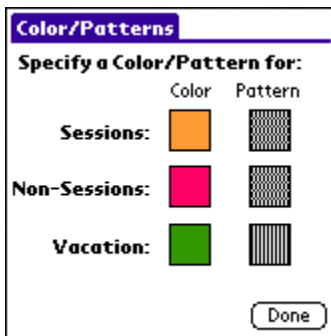 Color/Patterns
Specify a Color/Pattern for:
Color Pattern
Sessions:
Non-Sessions:
Vacation:
Done